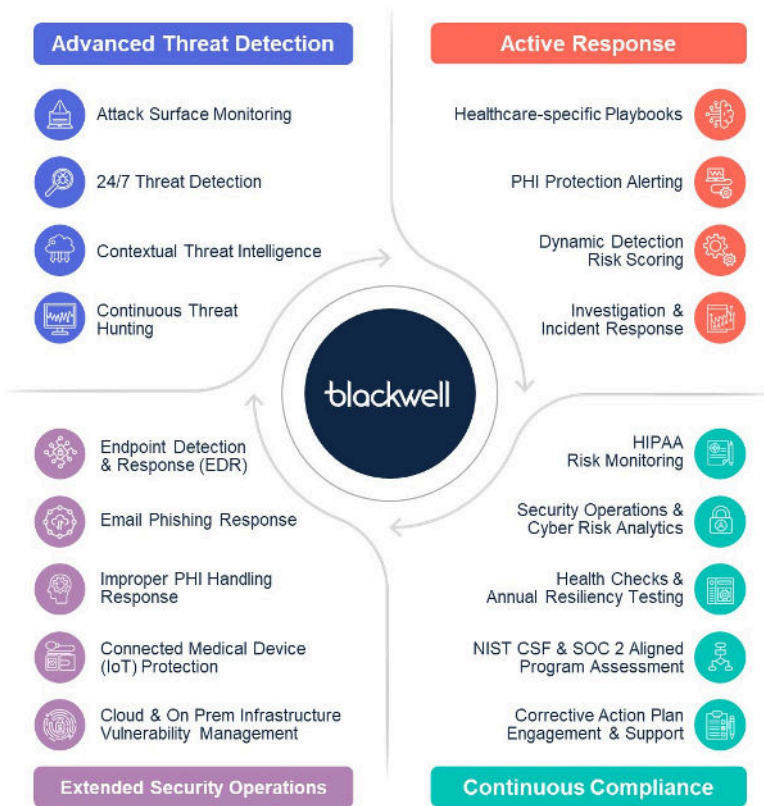 Advanced Threat Detection
Attack Surface Monitoring
24/7 Threat Detection
Contextual Threat Intelligence
Continuous Threat
Hunting
Active Response
Healthcare-specific Playbooks
PHI Protection Alerting
Dynamic Detection
Risk Scoring
Investigation &
Incident Response
blackwell
Endpoint Detection
& Response (EDR)
Email Phishing Response
Improper PHI Handling
Response
Connected Medical Device
(IoT) Protection
Cloud & On Prem Infrastructure
Vulnerability Management
Extended Security Operations
HIPAA
Risk Monitoring
Security Operations &
Cyber Risk Analytics
Health Checks &
Annual Resiliency Testing
NIST CSF & SOC 2 Aligned
Program Assessment
Corrective Action Plan
Engagement & Support
Continuous Compliance